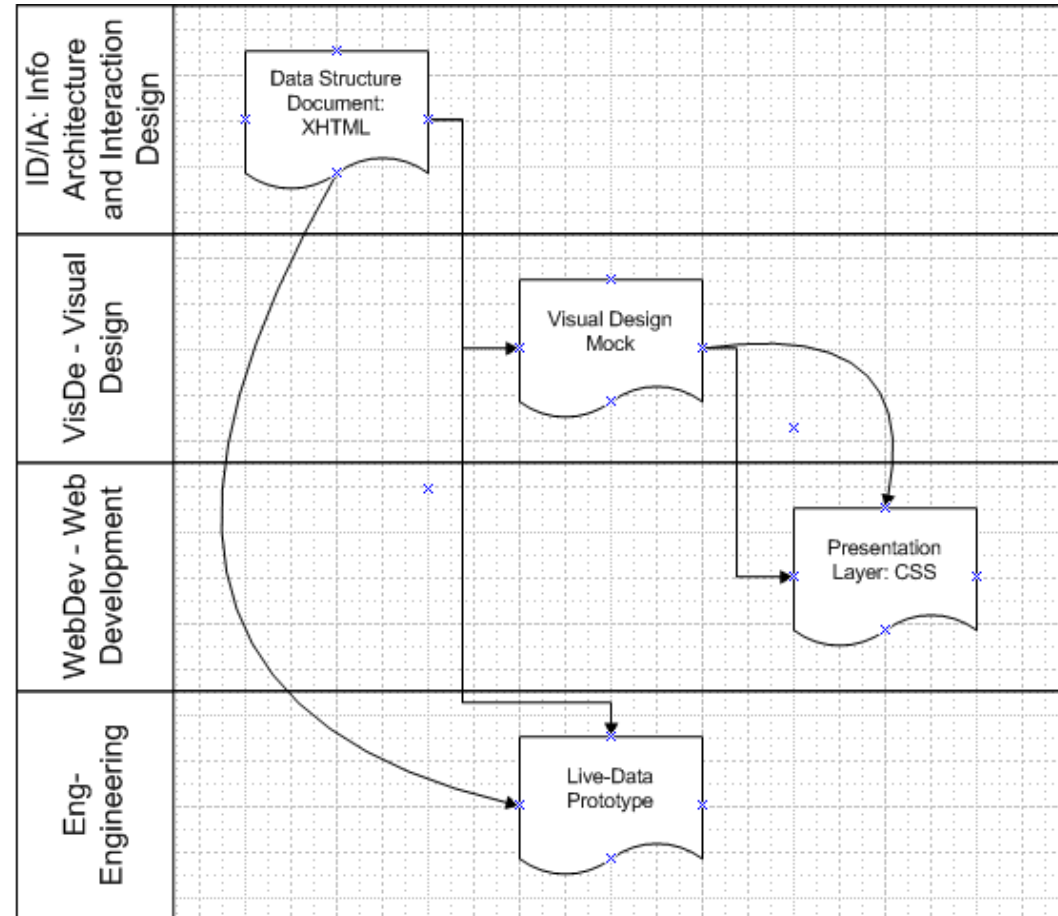 ID/IA: Info
Architecture
and Interaction
Design
Data Structure
Document:
XHTML
VisDe - Visual
Design
Visual Design
Mock
WebDev - Web
Development
Presentation
Layer: CSS
Eng-
Engineering
Live-Data
Prototype